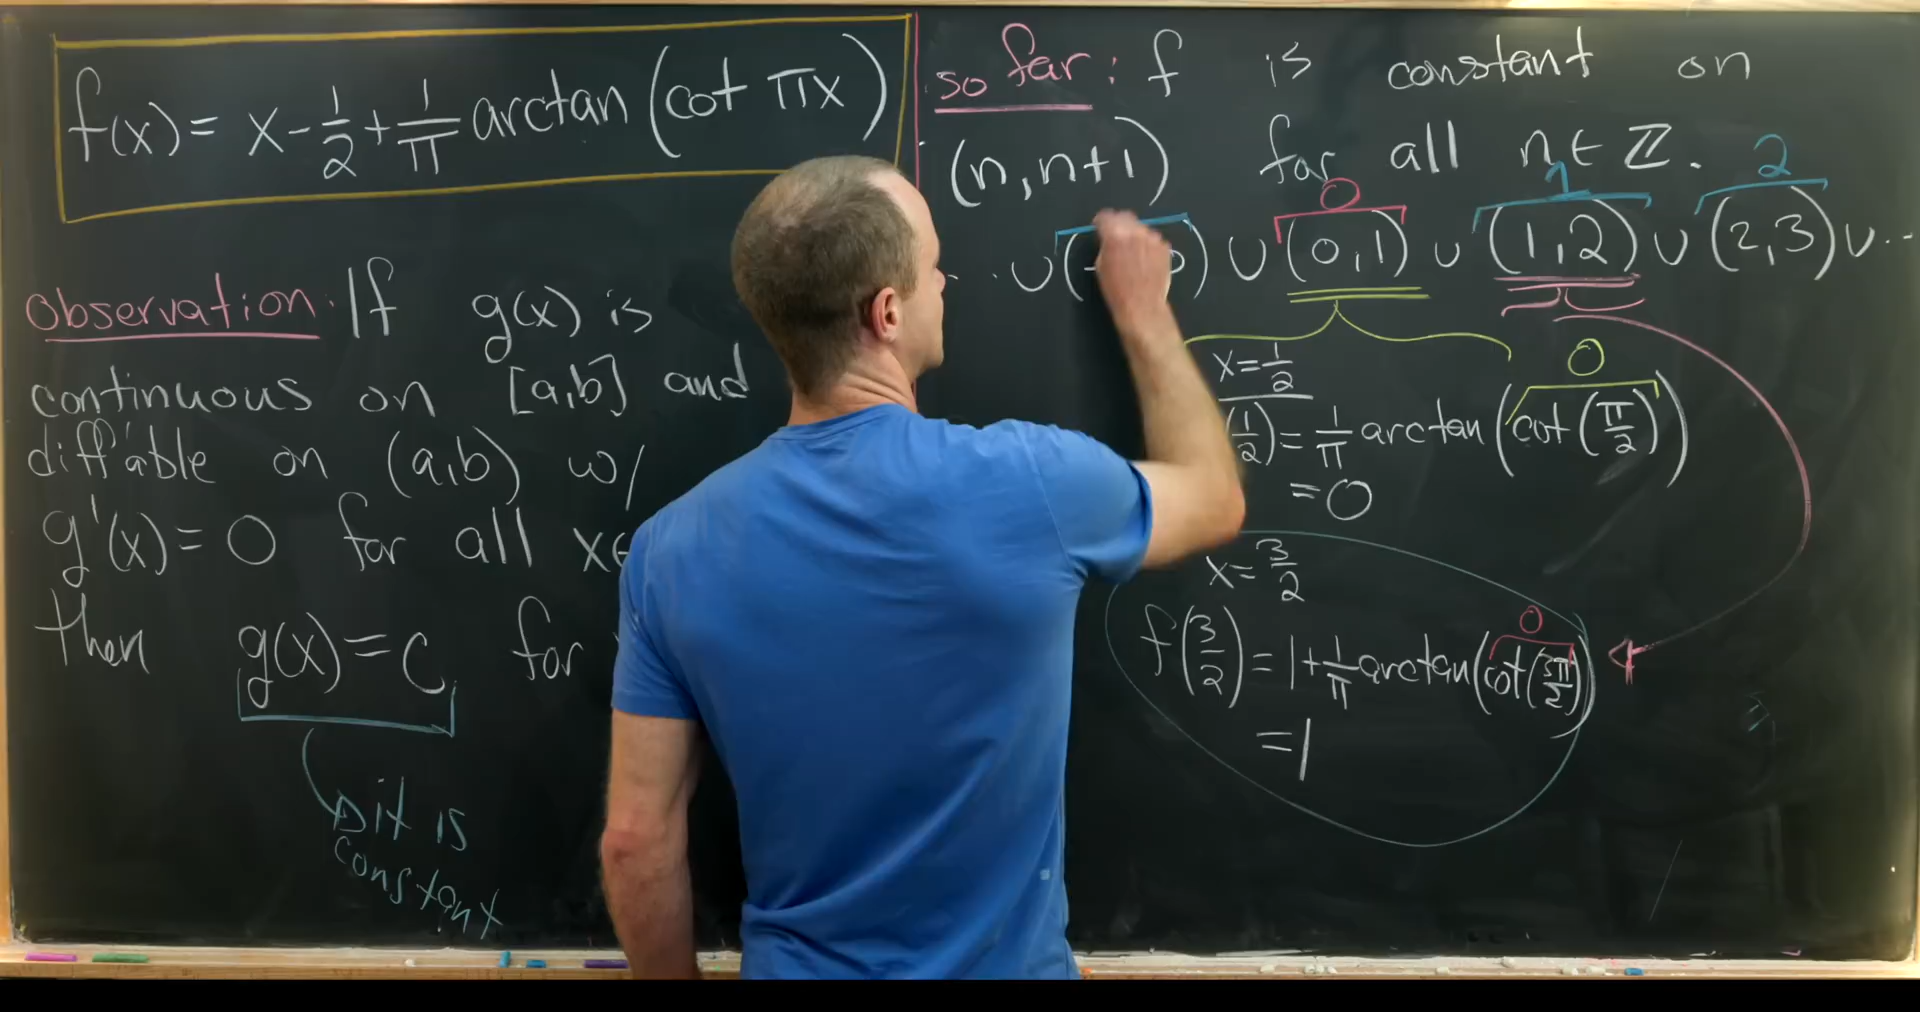 f(x) = x - 1/2 + 1/π arctan(cot πx)
observation: If g(x) is
continuous on [a,b] and
diff'able on (a,b) w/
g'(x) = 0 for all x∈
then g(x) = c for
it is
constant
so far: f is constant on
(n, n+1) for all n ∈ ℤ.
0 1 2
... ∪ ( ) ∪ (0,1) ∪ (1,2) ∪ (2,3) ∪ ...
x = 1/2
0
(1/2) = 1/π arctan(cot(π/2))
= 0
x = 3/2
0
f(3/2) = 1 + 1/π arctan(cot(3π/2))
= 1